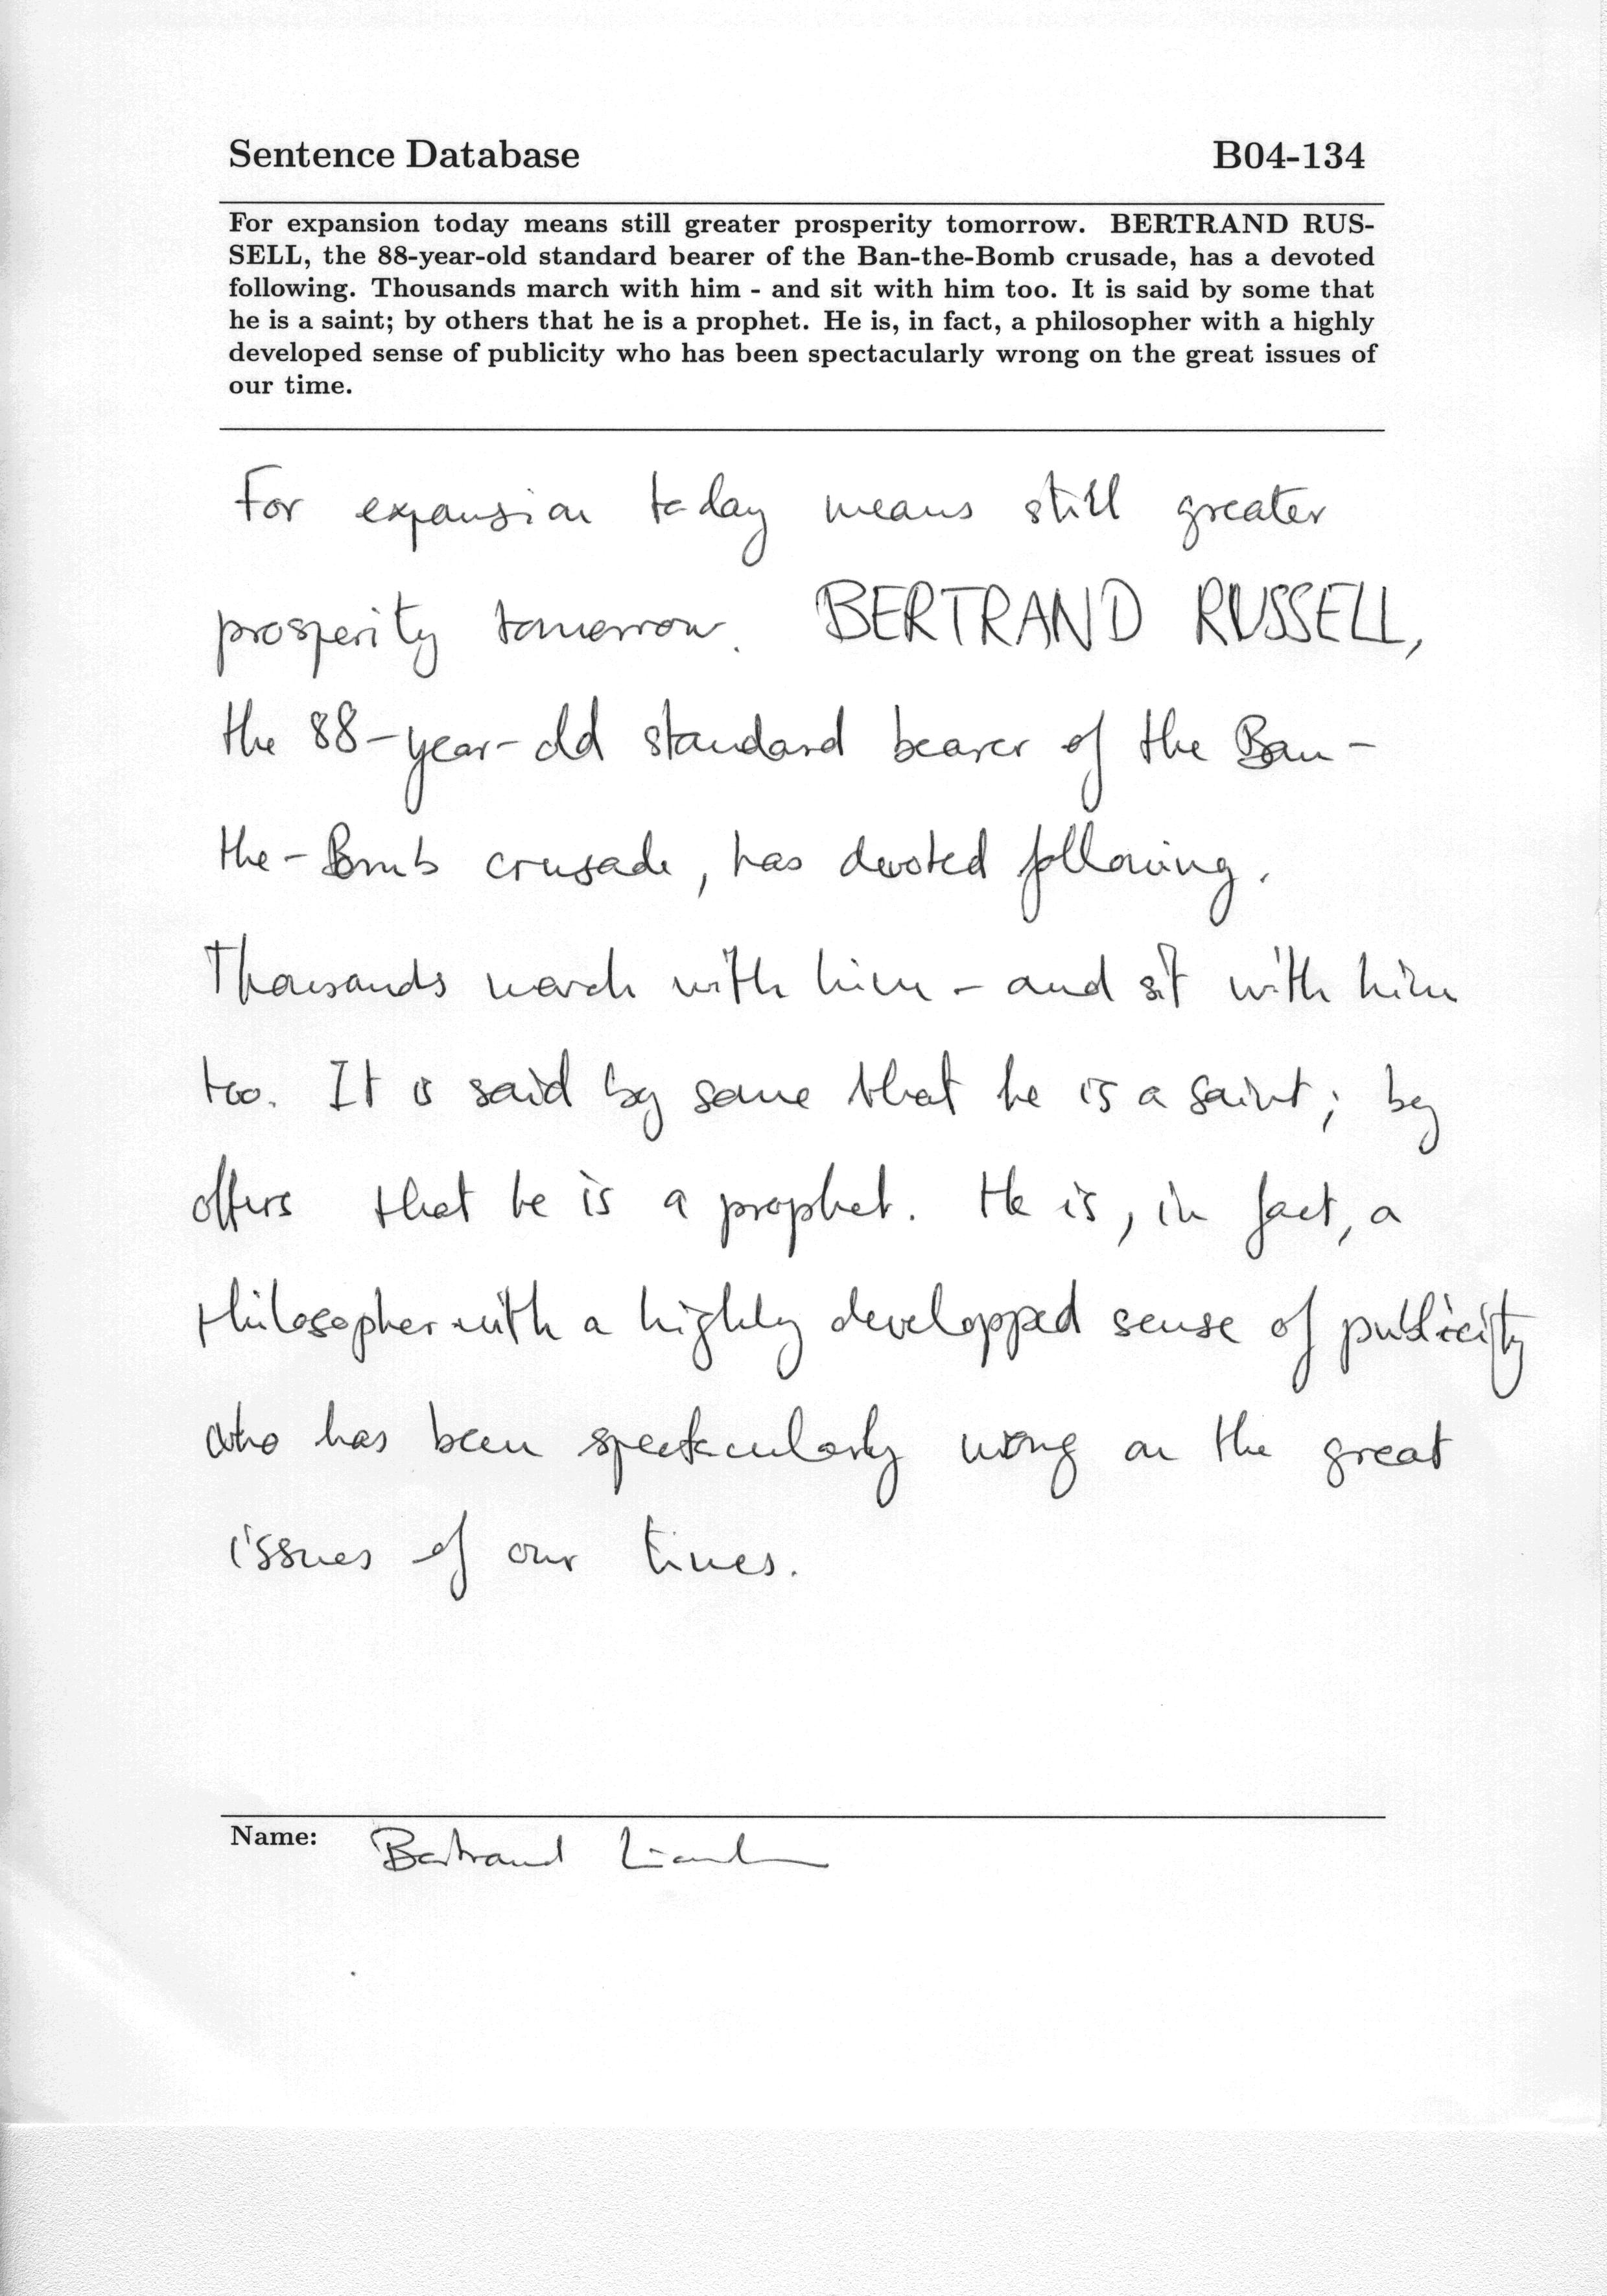 Sentence Database B04-134
For expansion today means still greater prosperity tomorrow. BERTRAND RUS-
SELL, the 88-year-old standard bearer of the Ban-the-Bomb crusade, has a devoted
following. Thousands march with him - and sit with him too. It is said by some that
he is a saint; by others that he is a prophet. He is, in fact, a philosopher with a highly
developed sense of publicity who has been spectacularly wrong on the great issues of
our time.
For expansion today means still greater
prosperity tomorrow. BERTRAND RUSSELL,
the 88-year-old standard bearer of the Ban-
the-Bomb crusade, has devoted following.
Thousands march with him - and sit with him
too. It is said by some that he is a saint; by
others that he is a prophet. He is, in fact, a
philosopher with a highly developped sense of publicity
who has been spectacularly wrong on the great
issues of our times.
Name: Bertrand